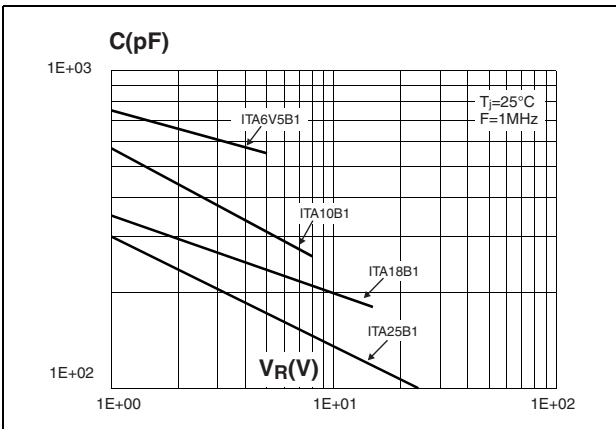 C(pF)
1E+03
Tj=25°C
F=1MHz
ITA6V5B1
ITA10B1
ITA18B1
ITA25B1
VR(V)
1E+02
1E+00
1E+01
1E+02